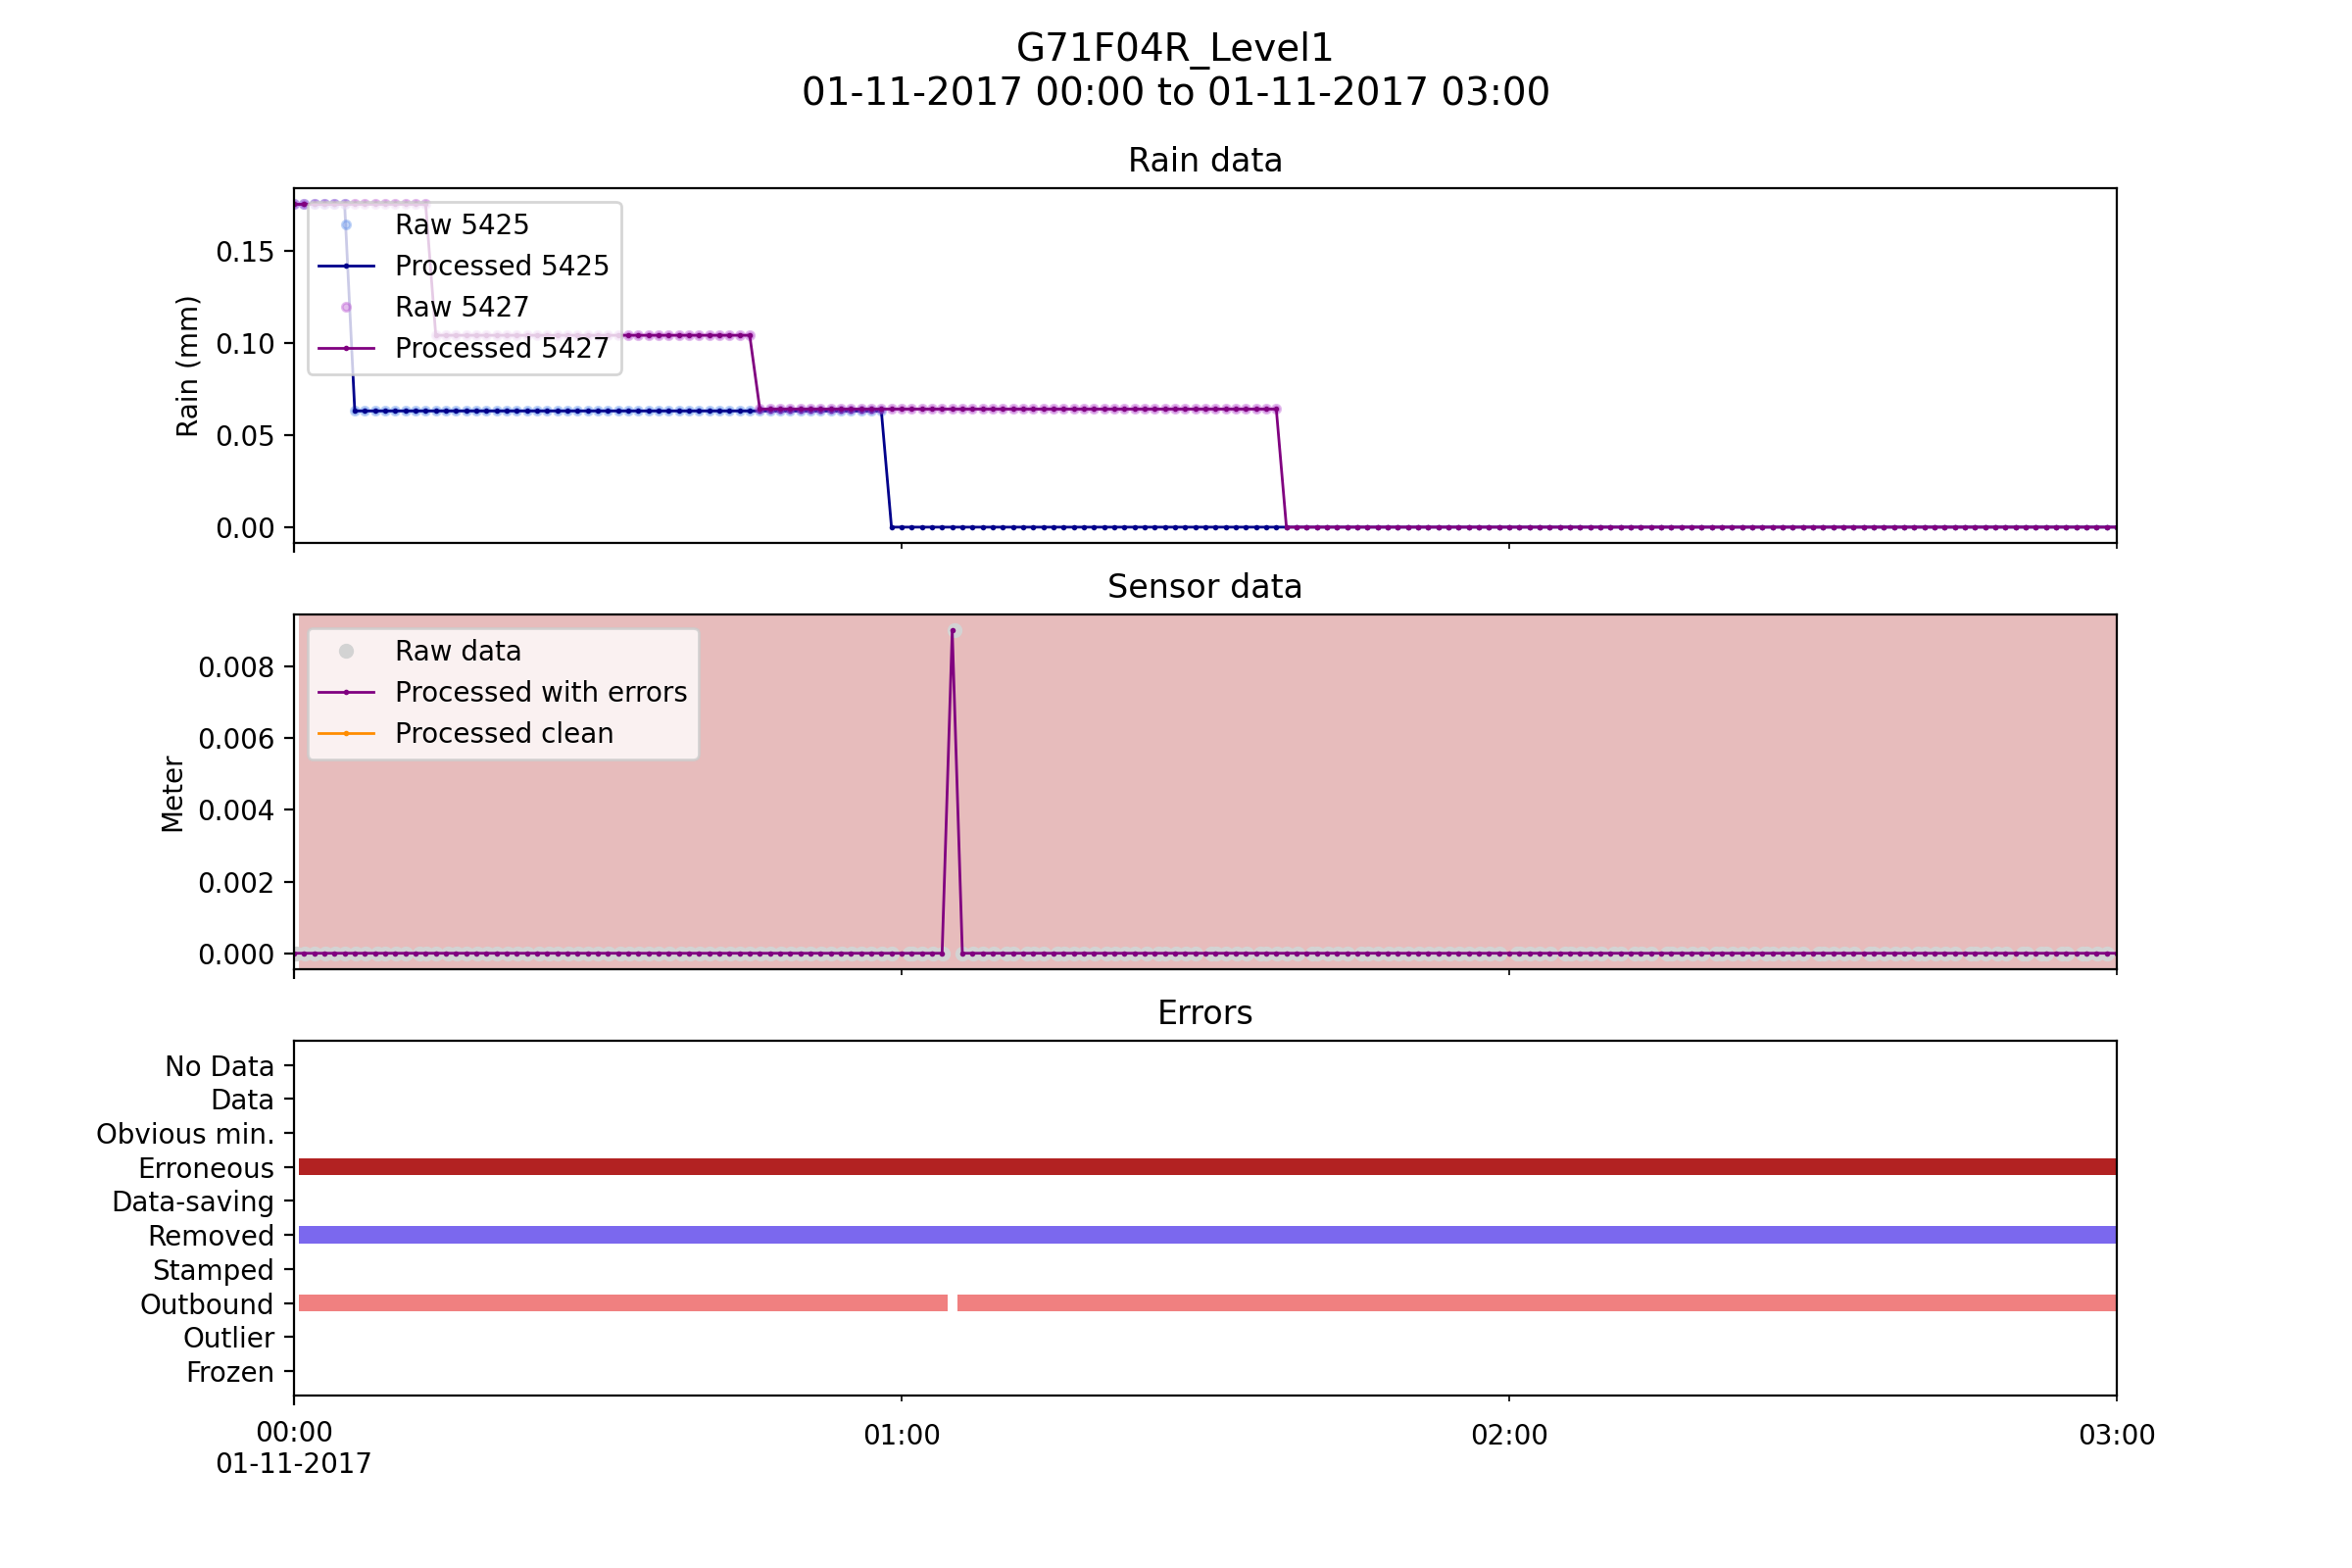 G71F04R_Level1
01-11-2017 00:00 to 01-11-2017 03:00
Rain data
Rain (mm)
0.15
0.10
0.05
0.00
Raw 5425
Processed 5425
Raw 5427
Processed 5427
Sensor data
Meter
0.008
0.006
0.004
0.002
0.000
Raw data
Processed with errors
Processed clean
Errors
No Data
Data
Obvious min.
Erroneous
Data-saving
Removed
Stamped
Outbound
Outlier
Frozen
00:00 01:00 02:00 03:00
01-11-2017